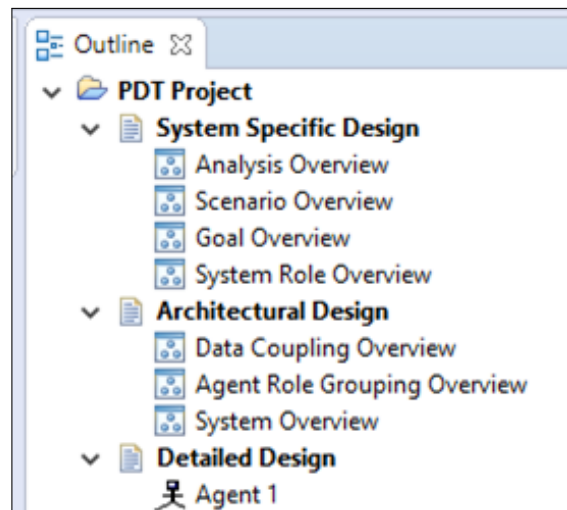 Outline
PDT Project
System Specific Design
Analysis Overview
Scenario Overview
Goal Overview
System Role Overview
Architectural Design
Data Coupling Overview
Agent Role Grouping Overview
System Overview
Detailed Design
Agent 1